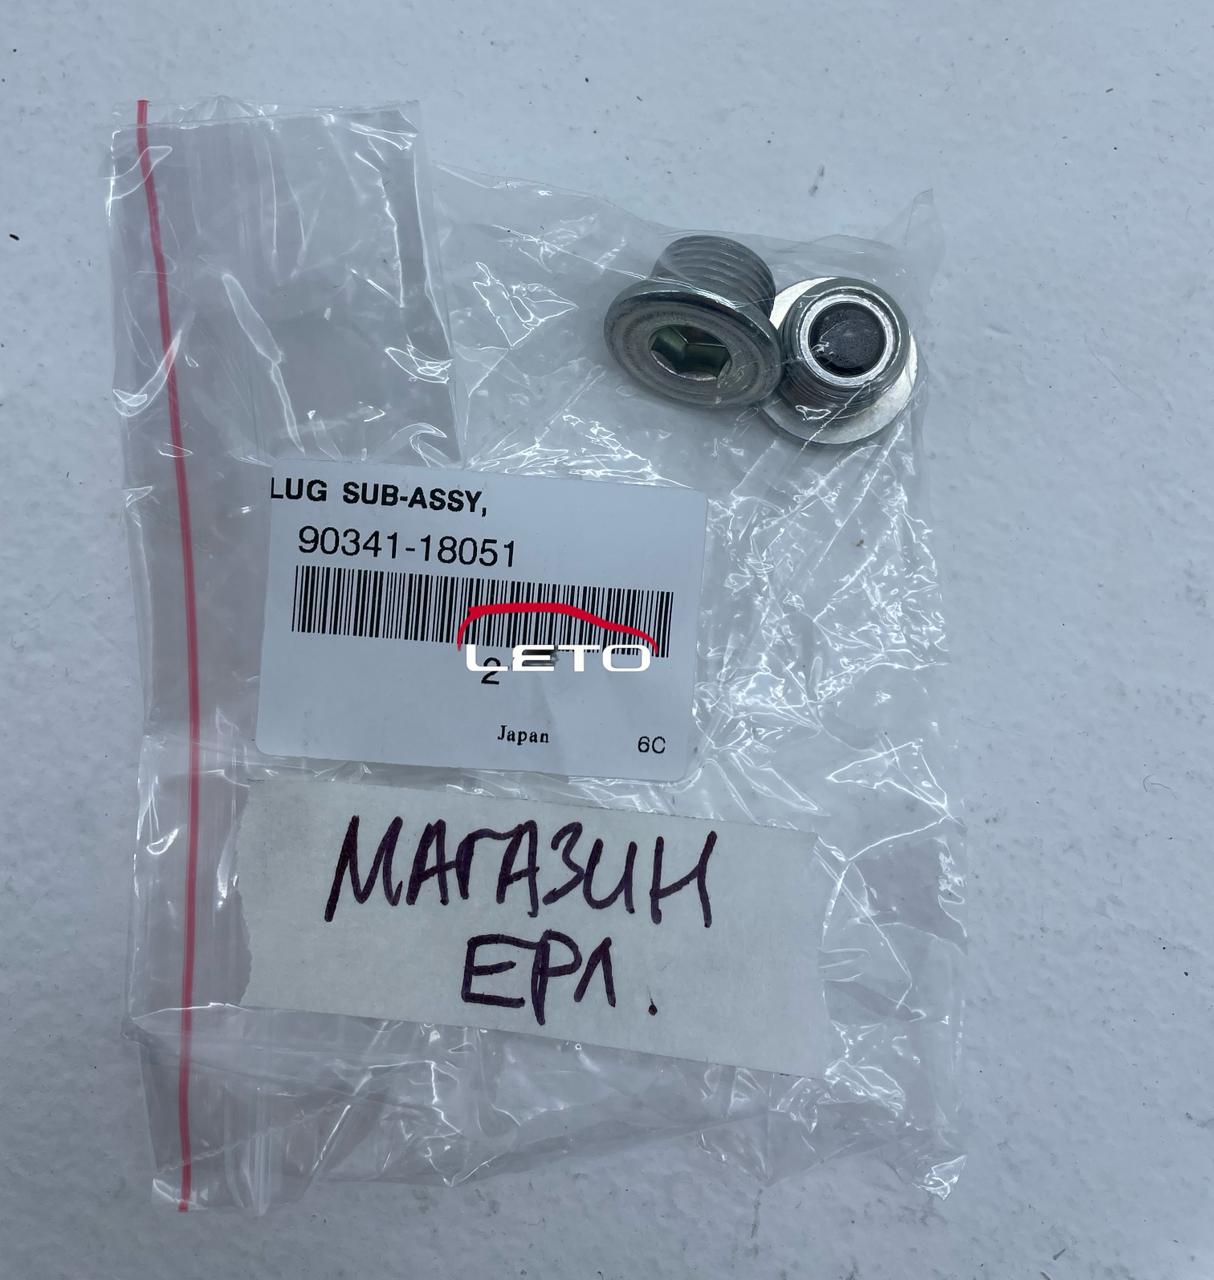 LUG SUB-ASSY,
90341-18051
LETO
2
Japan 6C
МАГАЗИН
ЕРЛ.